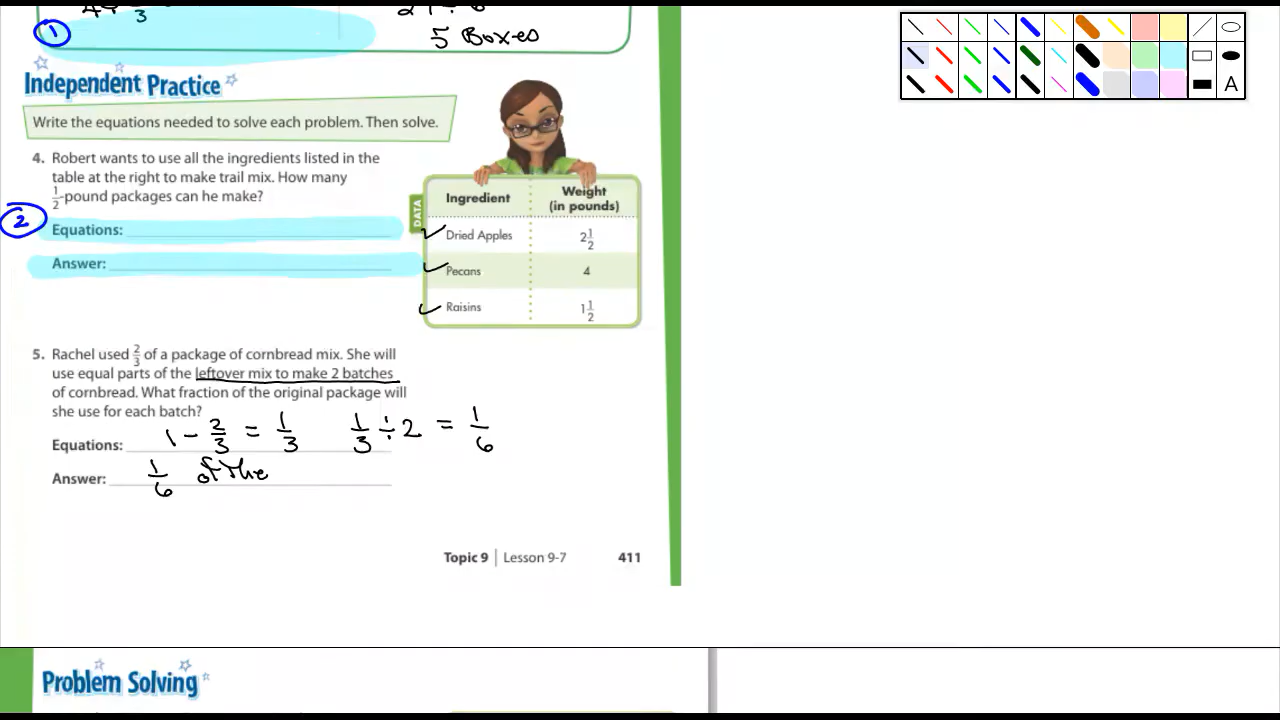 5 Boxes
1
Independent Practice
Write the equations needed to solve each problem. Then solve.
4. Robert wants to use all the ingredients listed in the
table at the right to make trail mix. How many
1/2-pound packages can he make?
2
Equations:
Answer:
DATA
Ingredient Weight
(in pounds)
Dried Apples 2 1/2
Pecans 4
Raisins 1 1/2
5. Rachel used 2/3 of a package of cornbread mix. She will
use equal parts of the leftover mix to make 2 batches
of cornbread. What fraction of the original package will
she use for each batch?
Equations: 1 - 2/3 = 1/3 1/3 ÷ 2 = 1/6
Answer: 1/6 of the
Topic 9 | Lesson 9-7 411
Problem Solving
A